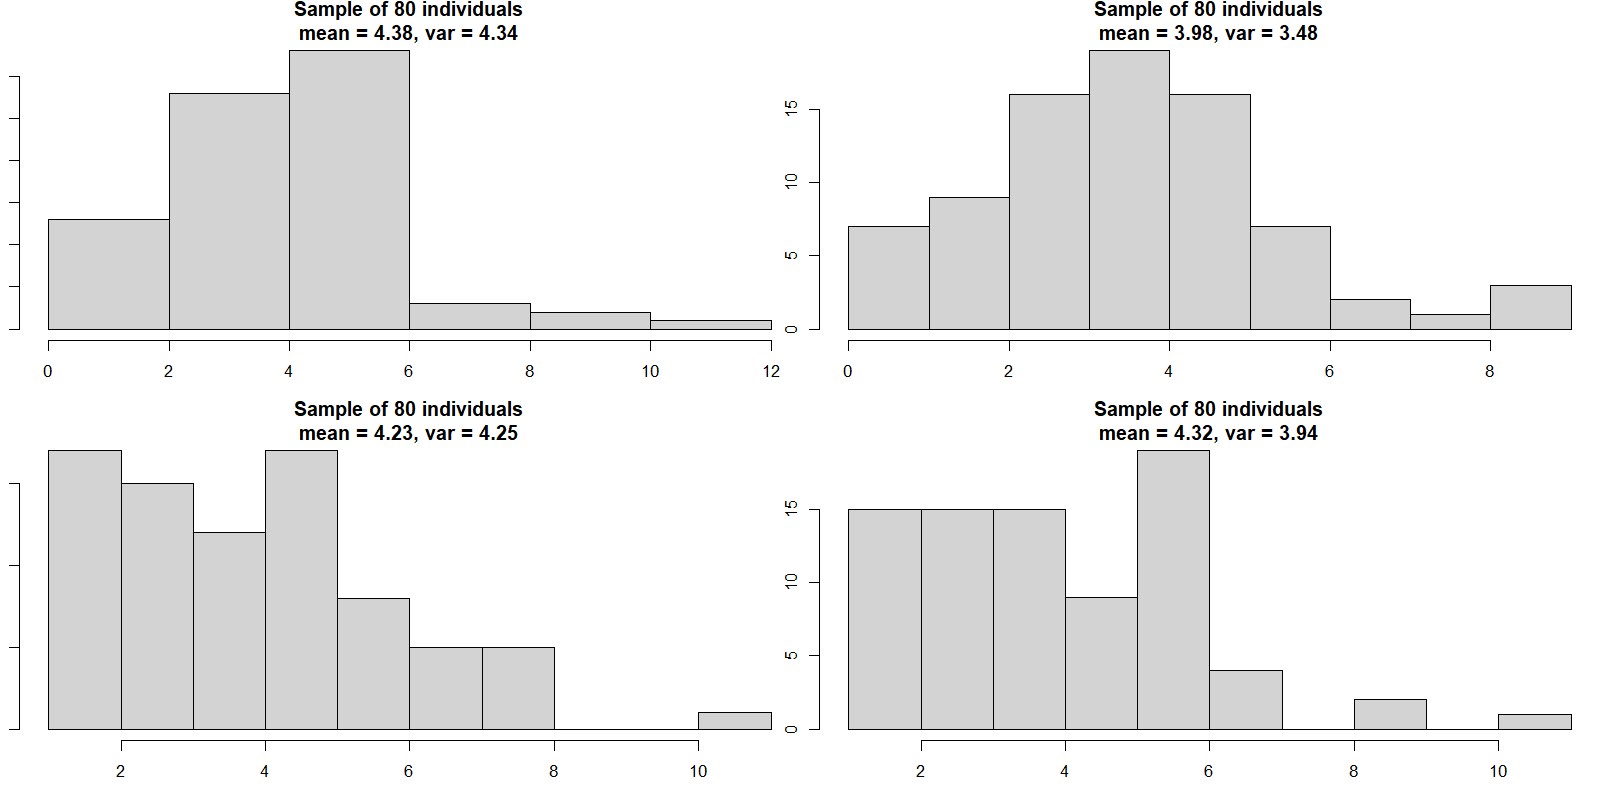 Sample of 80 individuals
mean = 4.38, var = 4.34
0 2 4 6 8 10 12
Sample of 80 individuals
mean = 3.98, var = 3.48
15
10
5
0
0 2 4 6 8
Sample of 80 individuals
mean = 4.23, var = 4.25
2 4 6 8 10
Sample of 80 individuals
mean = 4.32, var = 3.94
15
10
5
0
2 4 6 8 10